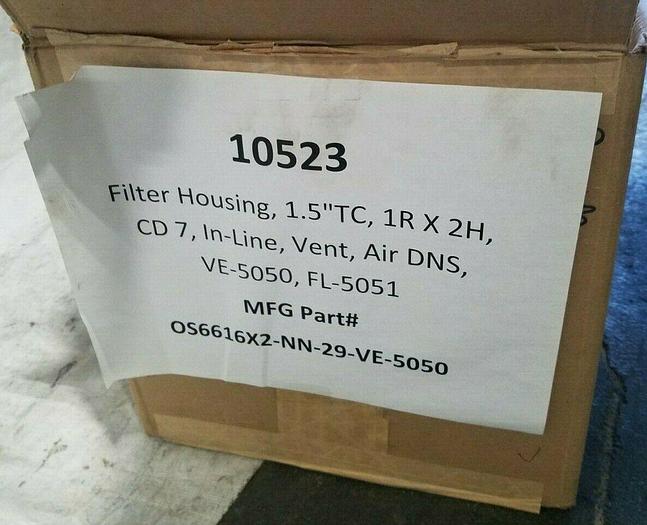 10523
Filter Housing, 1.5"TC, 1R X 2H,
CD 7, In-Line, Vent, Air DNS,
VE-5050, FL-5051
MFG Part#
OS6616X2-NN-29-VE-5050